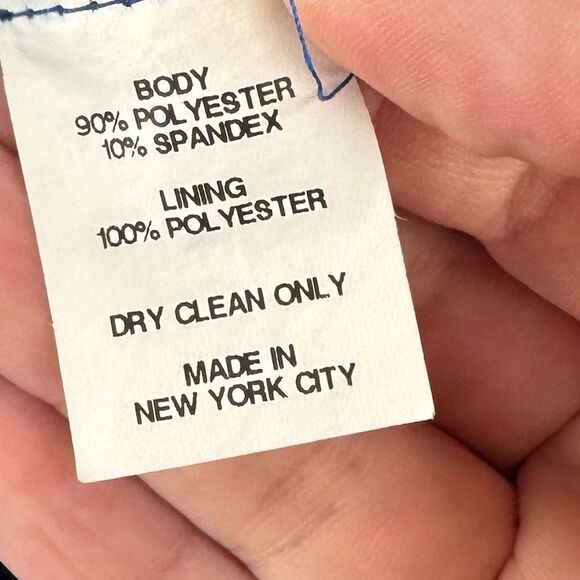 BODY
90% POLYESTER
10% SPANDEX
LINING
100% POLYESTER
DRY CLEAN ONLY
MADE IN
NEW YORK CITY